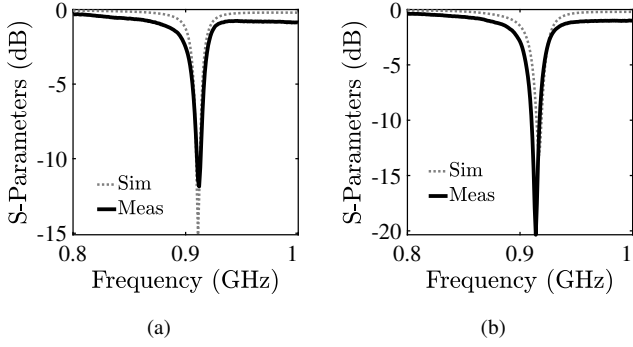 0
-5
-10
-15
S-Parameters (dB)
Sim
Meas
0.8
0.9
1
Frequency (GHz)
(a)
0
-5
-10
-15
-20
S-Parameters (dB)
Sim
Meas
0.8
0.9
1
Frequency (GHz)
(b)